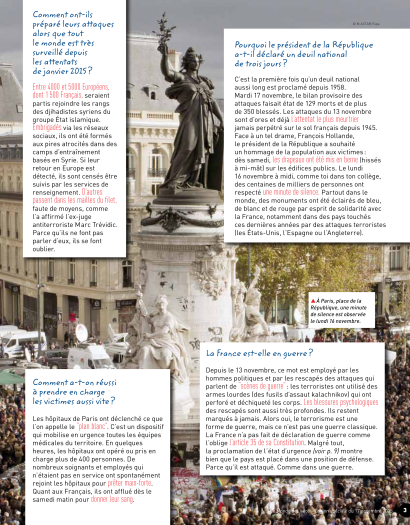 Comment ont-ils
préparé leurs attaques
alors que tout
le monde est très
surveillé depuis
les attentats
de janvier 2015 ?
Entre 4000 et 5000 Européens,
dont 1 500 Français, seraient
partis rejoindre les rangs
des djihadistes syriens du
groupe État islamique.
Embrigadés via les réseaux
sociaux, ils ont été formés
aux pires atrocités dans des
camps d'entraînement
basés en Syrie. Si leur
retour en Europe est
détecté, ils sont censés être
suivis par les services de
renseignement. D'autres
passent dans les mailles du filet,
faute de moyens, comme
l'a affirmé l'ex-juge
antiterroriste Marc Trévidic.
Parce qu'ils ne font pas
parler d'eux, ils se font
oublier.
Pourquoi le président de la République
a-t-il déclaré un deuil national
de trois jours ?
C'est la première fois qu'un deuil national
aussi long est proclamé depuis 1958.
Mardi 17 novembre, le bilan provisoire des
attaques faisait état de 129 morts et de plus
de 350 blessés. Les attaques du 13 novembre
sont d'ores et déjà l'attentat le plus meurtrier
jamais perpétré sur le sol français depuis 1945.
Face à un tel drame, François Hollande,
le président de la République a souhaité
un hommage de la population aux victimes :
dès samedi, les drapeaux ont été mis en berne (hissés
à mi-mât) sur les édifices publics. Le lundi
16 novembre à midi, comme toi dans ton collège,
des centaines de milliers de personnes ont
respecté une minute de silence. Partout dans le
monde, des monuments ont été éclairés de bleu,
de blanc et de rouge par esprit de solidarité avec
la France, notamment dans des pays touchés
ces dernières années par des attaques terroristes
(les États-Unis, l'Espagne ou l'Angleterre).
▲ À Paris, place de la
République, une minute
de silence est observée
le lundi 16 novembre.
La France est-elle en guerre ?
Depuis le 13 novembre, ce mot est employé par les
hommes politiques et par les rescapés des attaques qui
parlent de "scènes de guerre" : les terroristes ont utilisé des
armes lourdes (des fusils d'assaut kalachnikov) qui ont
perforé et déchiqueté les corps. Les blessures psychologiques
des rescapés sont aussi très profondes. Ils restent
marqués à jamais. Alors oui, le terrorisme est une
forme de guerre, mais ce n'est pas une guerre classique.
La France n'a pas fait de déclaration de guerre comme
l'oblige l'article 35 de sa Constitution. Malgré tout,
la proclamation de l'état d'urgence (voir p. 9) montre
bien que le pays est placé dans une position de défense.
Parce qu'il est attaqué. Comme dans une guerre.
Comment a-t-on réussi
à prendre en charge
les victimes aussi vite ?
Les hôpitaux de Paris ont déclenché ce que
l'on appelle le "plan blanc". C'est un dispositif
qui mobilise en urgence toutes les équipes
médicales du territoire. En quelques
heures, les hôpitaux ont opéré ou pris en
charge plus de 400 personnes. De
nombreux soignants et employés qui
n'étaient pas en service ont spontanément
rejoint les hôpitaux pour prêter main-forte.
Quant aux Français, ils ont afflué dès le
samedi matin pour donner leur sang.
3